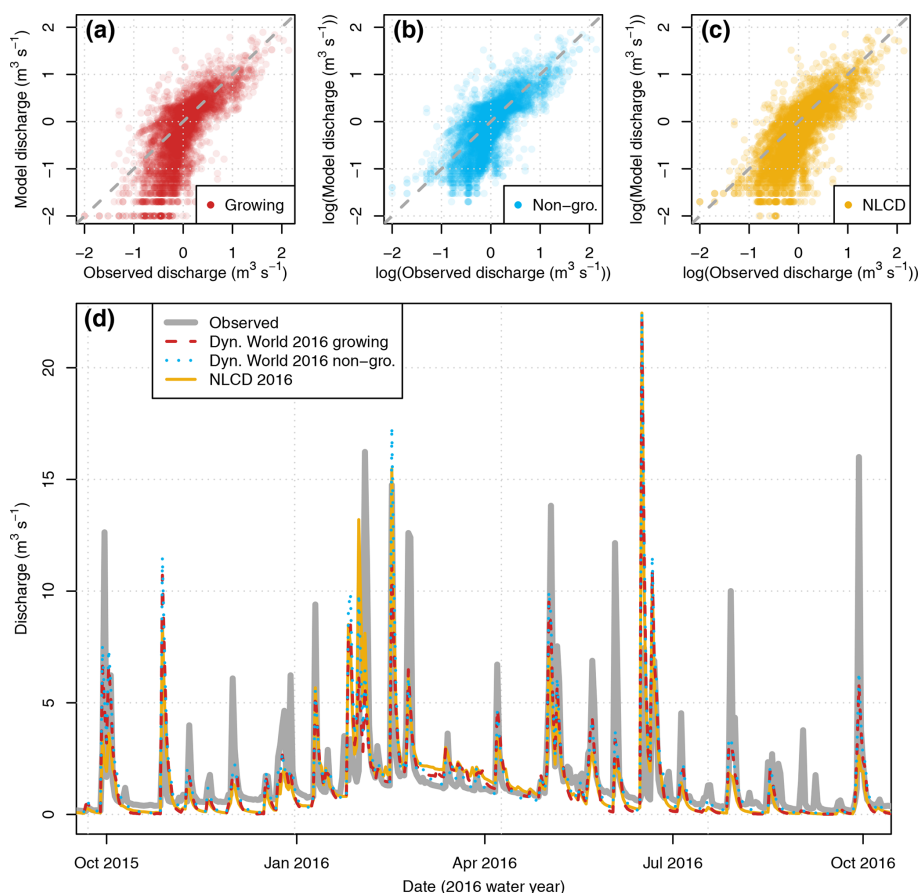 (a)
Model discharge (m³ s⁻¹)
2
1
0
−1
−2
Growing
−2 −1 0 1 2
Observed discharge (m³ s⁻¹)
(b)
log(Model discharge (m³ s⁻¹))
2
1
0
−1
−2
Non-gro.
−2 −1 0 1 2
log(Observed discharge (m³ s⁻¹))
(c)
log(Model discharge (m³ s⁻¹))
2
1
0
−1
−2
NLCD
−2 −1 0 1 2
log(Observed discharge (m³ s⁻¹))
(d)
Observed
Dyn. World 2016 growing
Dyn. World 2016 non-gro.
NLCD 2016
Discharge (m³ s⁻¹)
20
15
10
5
0
Oct 2015 Jan 2016 Apr 2016 Jul 2016 Oct 2016
Date (2016 water year)